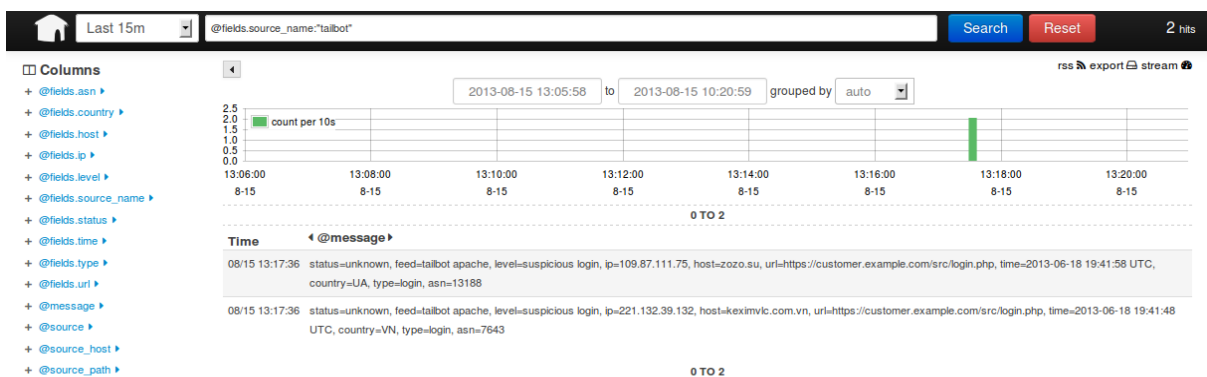 Last 15m
@fields.source_name:"tailbot"
Search
Reset
2 hits
Columns
@fields.asn
@fields.country
@fields.host
@fields.ip
@fields.level
@fields.source_name
@fields.status
@fields.time
@fields.type
@fields.url
@message
@source
@source_host
@source_path
rss export stream
2013-08-15 13:05:58 to 2013-08-15 10:20:59 grouped by auto
2.5
2.0
1.5
1.0
0.5
0.0
count per 10s
13:06:00 13:08:00 13:10:00 13:12:00 13:14:00 13:16:00 13:18:00 13:20:00
8-15 8-15 8-15 8-15 8-15 8-15 8-15 8-15
0 TO 2
Time @message
08/15 13:17:36 status=unknown, feed=tailbot apache, level=suspicious login, ip=109.87.111.75, host=zozo.su, url=https://customer.example.com/src/login.php, time=2013-06-18 19:41:58 UTC,
country=UA, type=login, asn=13188
08/15 13:17:36 status=unknown, feed=tailbot apache, level=suspicious login, ip=221.132.39.132, host=keximvlc.com.vn, url=https://customer.example.com/src/login.php, time=2013-06-18 19:41:48
UTC, country=VN, type=login, asn=7643
0 TO 2